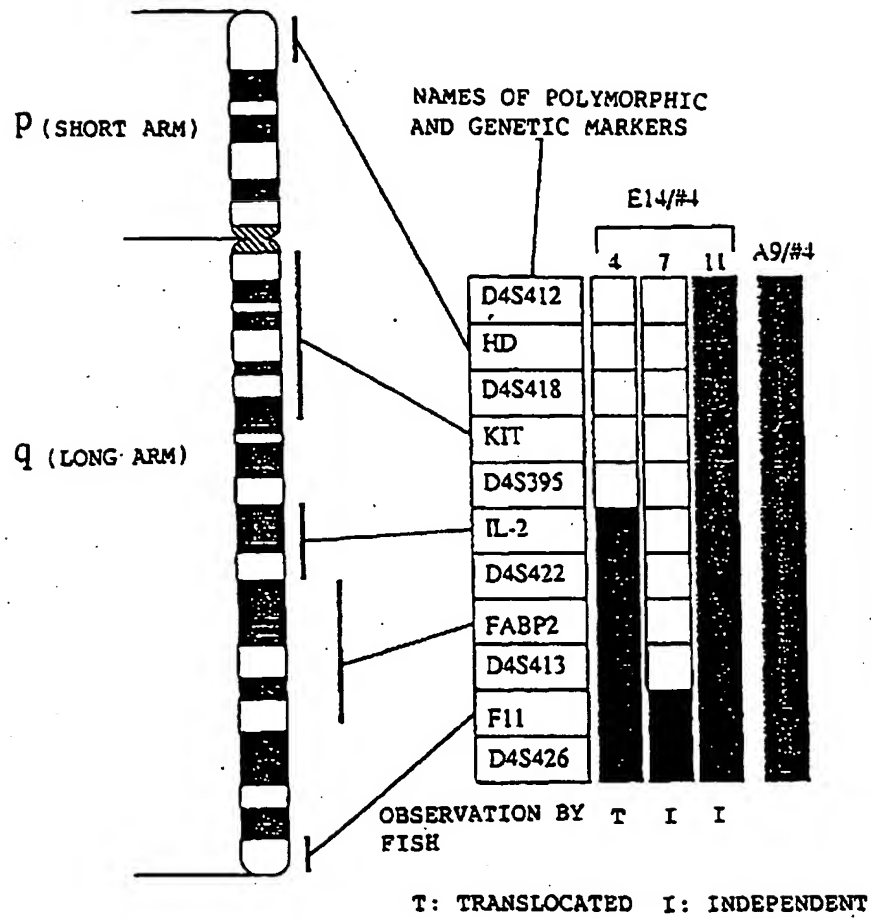 p (SHORT ARM)
q (LONG ARM)
NAMES OF POLYMORPHIC
AND GENETIC MARKERS
E14/#4
4 7 11 A9/#4
D4S412
HD
D4S418
KIT
D4S395
IL-2
D4S422
FABP2
D4S413
F11
D4S426
OBSERVATION BY T I I
FISH
T: TRANSLOCATED I: INDEPENDENT